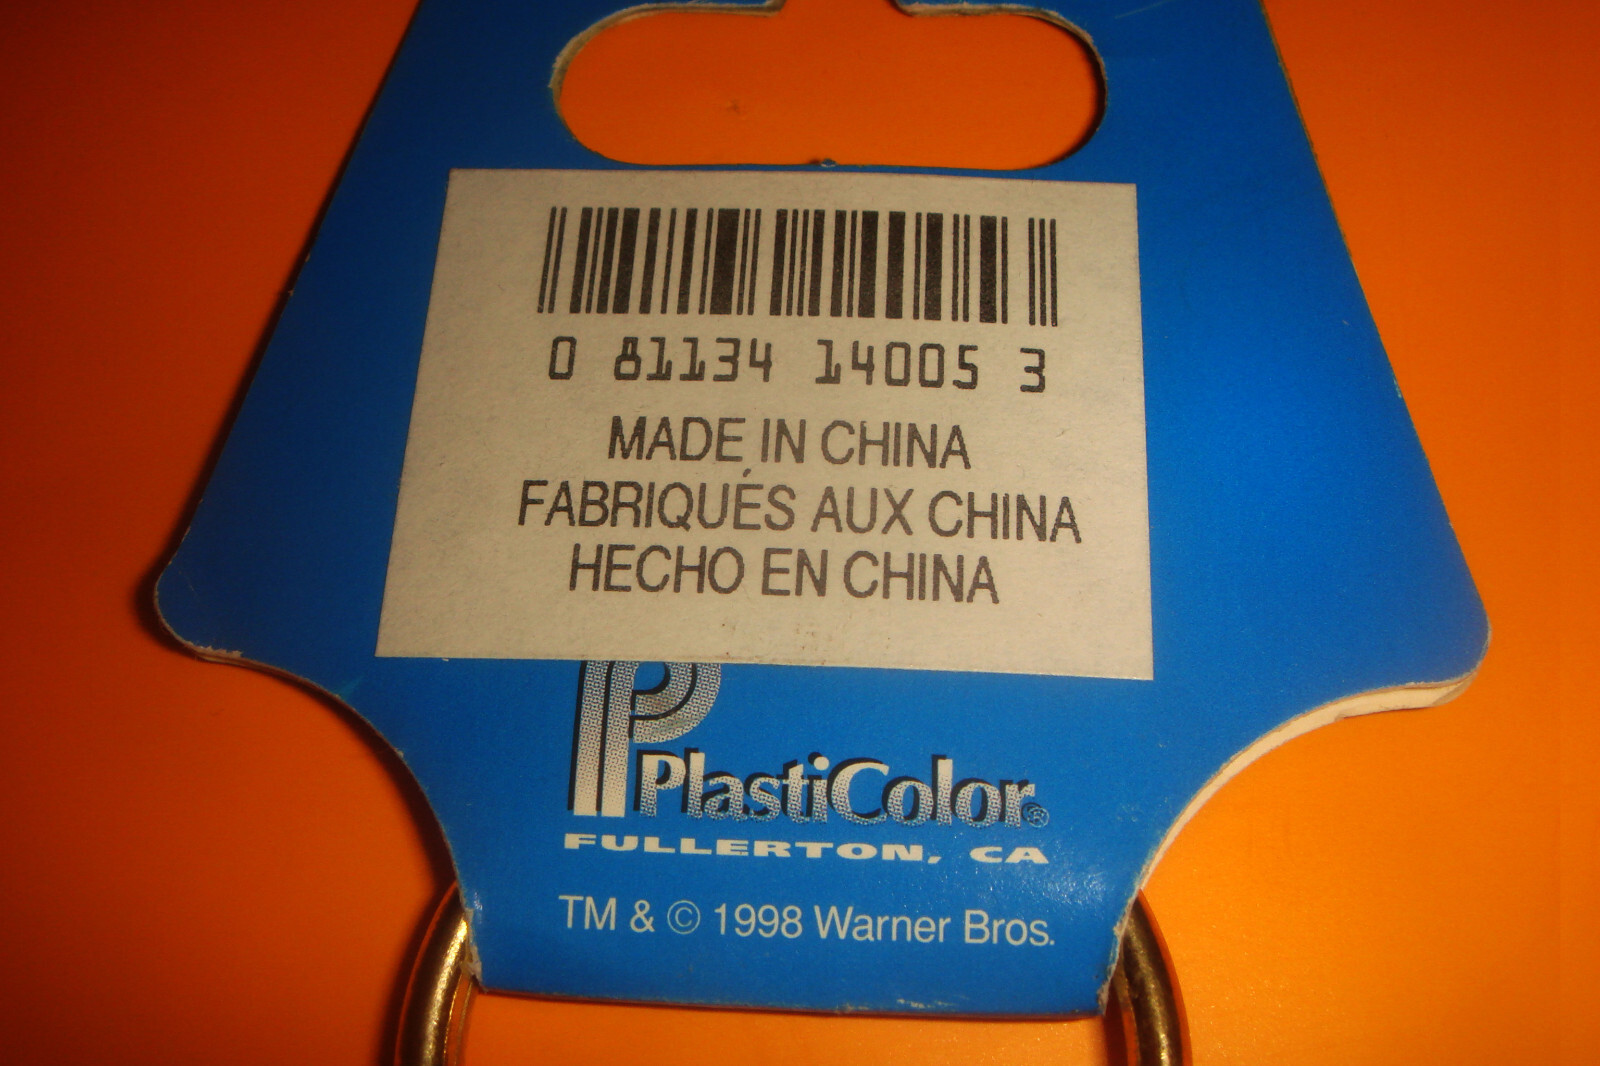 0 81134 14005 3
MADE IN CHINA
FABRIQUÉS AUX CHINA
HECHO EN CHINA
P
PlastiColor®
FULLERTON, CA
TM & © 1998 Warner Bros.